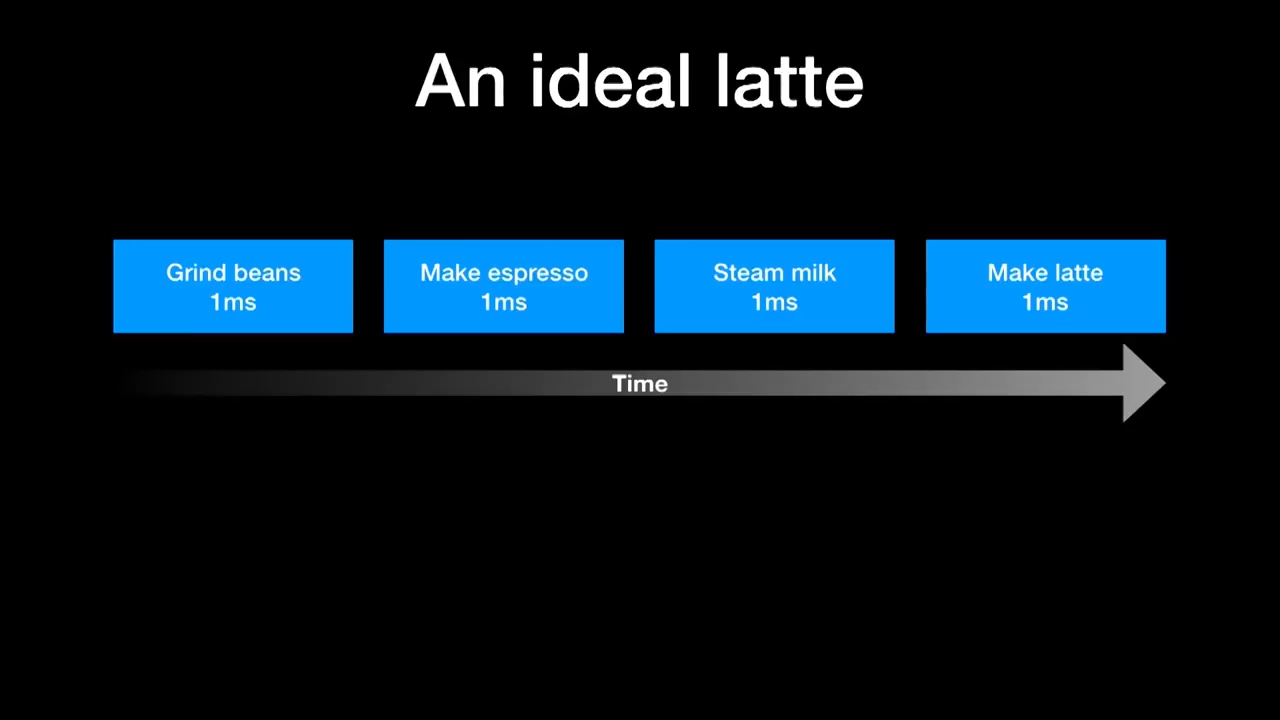 An ideal latte
Grind beans
1ms
Make espresso
1ms
Steam milk
1ms
Make latte
1ms
Time